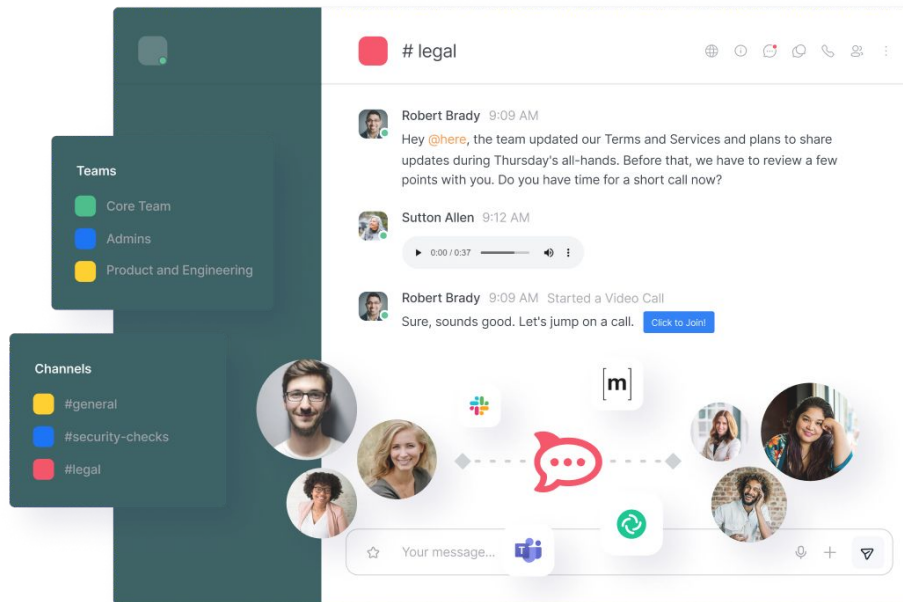 # legal
Robert Brady 9:09 AM
Hey @here, the team updated our Terms and Services and plans to share
updates during Thursday's all-hands. Before that, we have to review a few
points with you. Do you have time for a short call now?
Teams
Core Team
Admins
Product and Engineering
Sutton Allen 9:12 AM
0:00 / 0:37
Robert Brady 9:09 AM Started a Video Call
Sure, sounds good. Let's jump on a call. Click to Join!
Channels
#general
#security-checks
#legal
[m]
Your message...
T